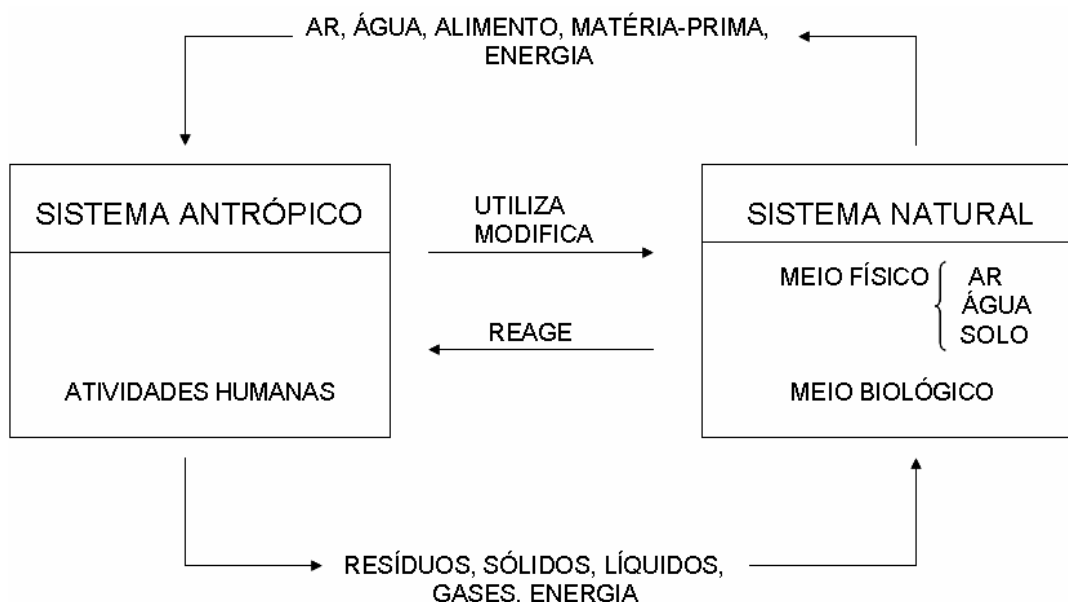 AR, ÁGUA, ALIMENTO, MATÉRIA-PRIMA,
ENERGIA
SISTEMA ANTRÓPICO
ATIVIDADES HUMANAS
UTILIZA
MODIFICA
REAGE
SISTEMA NATURAL
MEIO FÍSICO
AR
ÁGUA
SOLO
MEIO BIOLÓGICO
RESÍDUOS, SÓLIDOS, LÍQUIDOS,
GASES, ENERGIA